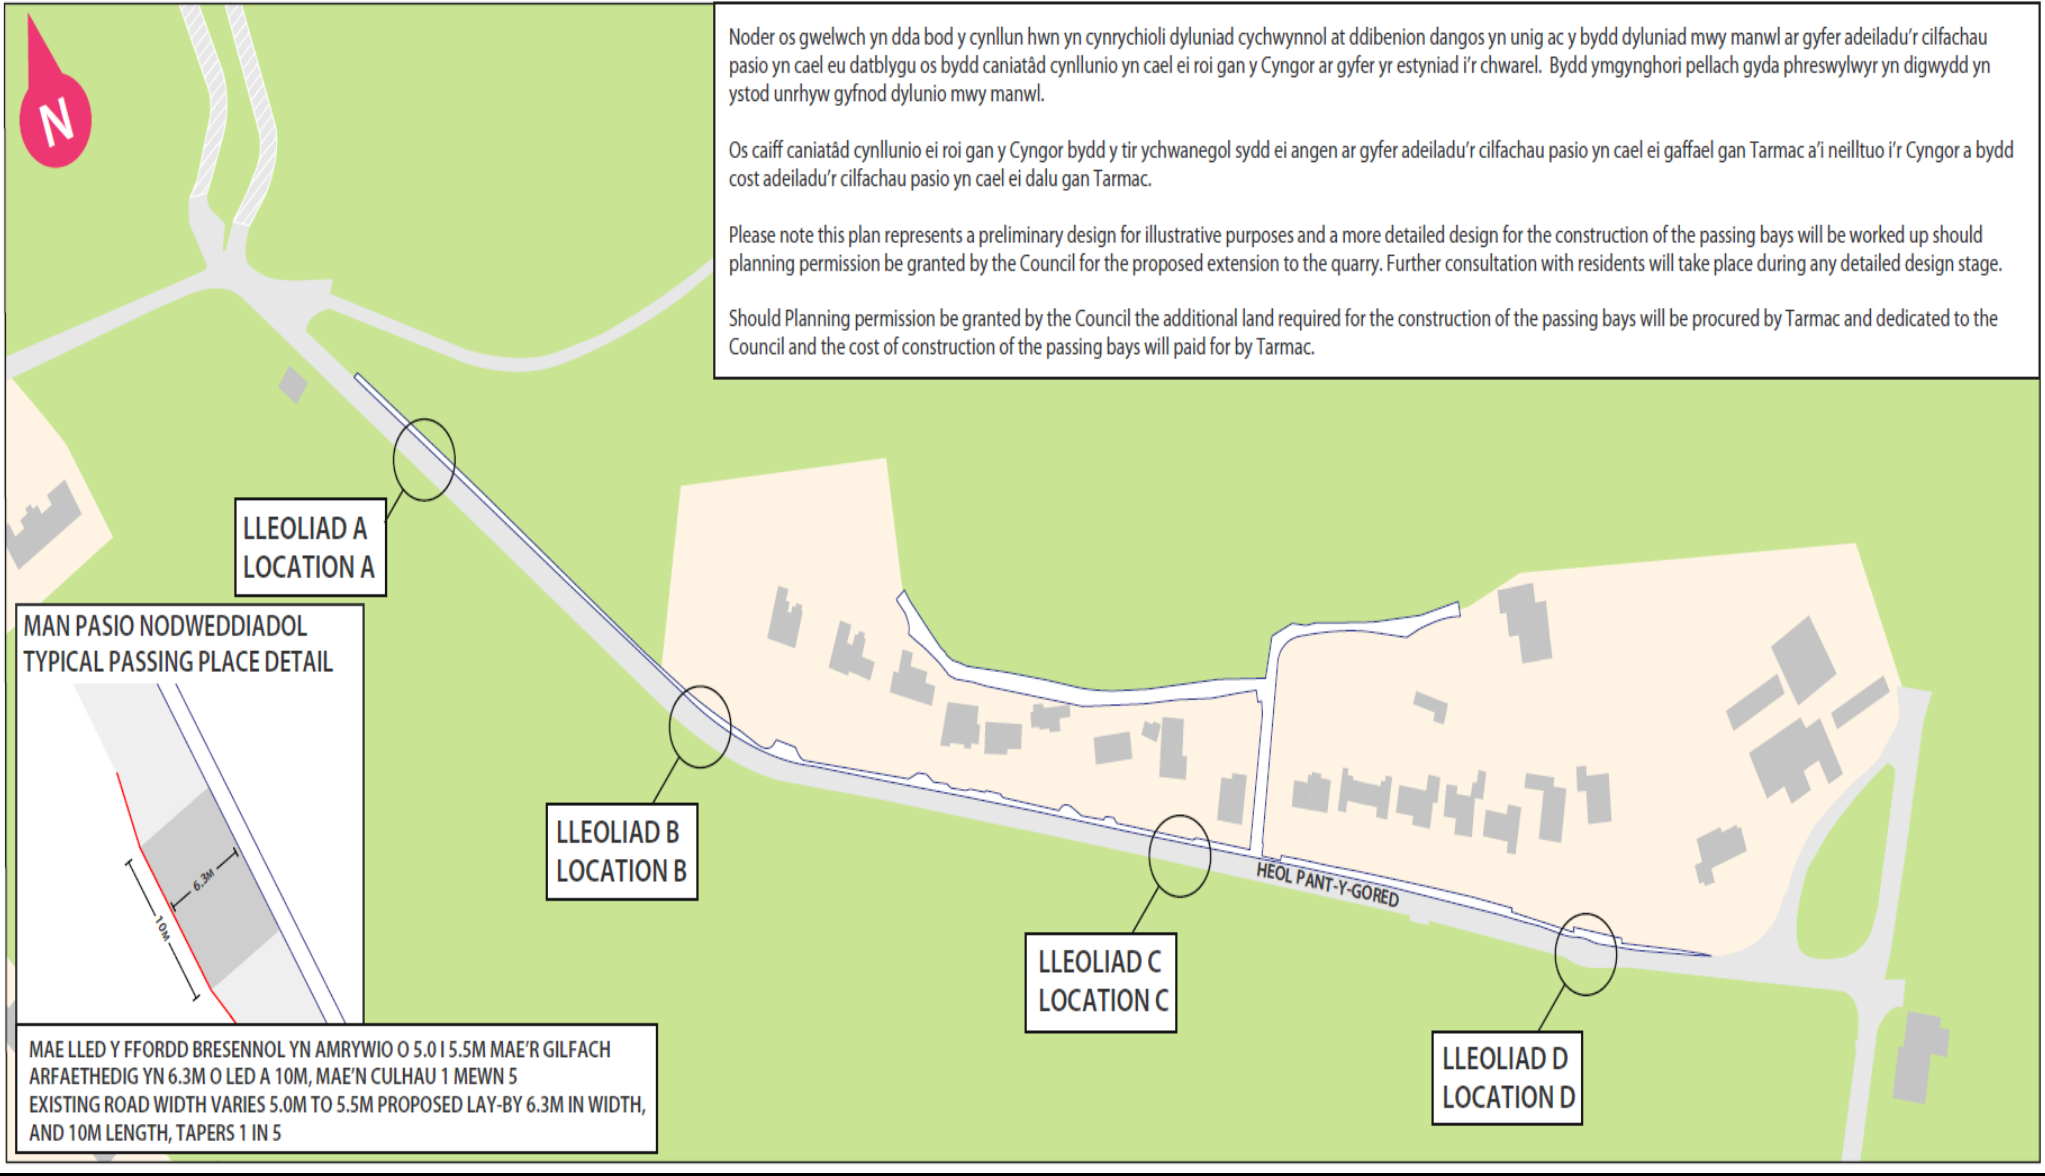 N
Noder os gwelwch yn dda bod y cynllun hwn yn cynrychioli dyluniad cychwynnol at ddibenion dangos yn unig ac y bydd dyluniad mwy manwl ar gyfer adeiladu'r cilfachau
pasio yn cael eu datblygu os bydd caniatâd cynllunio yn cael ei roi gan y Cyngor ar gyfer yr estyniad i'r chwarel. Bydd ymgynghori pellach gyda phreswylwyr yn digwydd yn
ystod unrhyw gyfnod dylunio mwy manwl.
Os caiff caniatâd cynllunio ei roi gan y Cyngor bydd y tir ychwanegol sydd ei angen ar gyfer adeiladu'r cilfachau pasio yn cael ei gaffael gan Tarmac a'i neilltuo i'r Cyngor a bydd
cost adeiladu'r cilfachau pasio yn cael ei dalu gan Tarmac.
Please note this plan represents a preliminary design for illustrative purposes and a more detailed design for the construction of the passing bays will be worked up should
planning permission be granted by the Council for the proposed extension to the quarry. Further consultation with residents will take place during any detailed design stage.
Should Planning permission be granted by the Council the additional land required for the construction of the passing bays will be procured by Tarmac and dedicated to the
Council and the cost of construction of the passing bays will paid for by Tarmac.
LLEOLIAD A
LOCATION A
MAN PASIO NODWEDDIADOL
TYPICAL PASSING PLACE DETAIL
6.3M
10M
LLEOLIAD B
LOCATION B
HEOL PANT-Y-GORED
LLEOLIAD C
LOCATION C
LLEOLIAD D
LOCATION D
MAE LLED Y FFORDD BRESENNOL YN AMRYWIO O 5.0 I 5.5M MAE'R GILFACH
ARFAETHEDIG YN 6.3M O LED A 10M, MAE'N CULHAU 1 MEWN 5
EXISTING ROAD WIDTH VARIES 5.0M TO 5.5M PROPOSED LAY-BY 6.3M IN WIDTH,
AND 10M LENGTH, TAPERS 1 IN 5